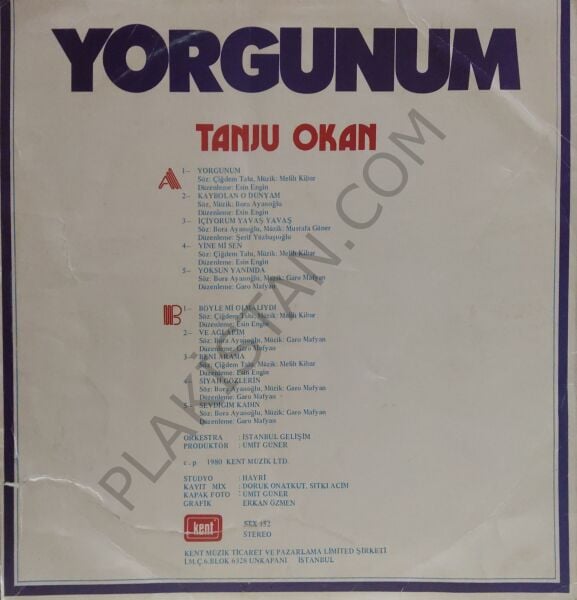 YORGUNUM
TANJU OKAN
A
1— YORGUNUM
Söz: Çiğdem Talu, Müzik: Melih Kibar
Düzenleme: Esin Engin
2— KAYBOLAN O DÜNYAM
Söz, Müzik: Bora Ayanoğlu
Düzenleme: Esin Engin
3— İÇİYORUM YAVAŞ YAVAŞ
Söz: Bora Ayanoğlu, Müzik: Mustafa Güner
Düzenleme: Şerif Yüzbaşıoğlu
4— YİNE Mİ SEN
Söz: Çiğdem Talu, Müzik: Melih Kibar
Düzenleme: Esin Engin
5— YOKSUN YANIMDA
Söz: Bora Ayanoğlu, Müzik: Garo Mafyan
Düzenleme: Garo Mafyan
B
1— BÖYLE Mİ OLMALIYDI
Söz: Çiğdem Talu, Müzik: Melih Kibar
Düzenleme: Esin Engin
2— VE AĞLARIM
Söz: Bora Ayanoğlu, Müzik: Garo Mafyan
Düzenleme: Garo Mafyan
3— BENİ ARAMA
Söz: Çiğdem Talu, Müzik: Melih Kibar
Düzenleme: Esin Engin
SİYAH GÖZLERİN
Söz: Bora Ayanoğlu, Müzik: Garo Mafyan
Düzenleme: Garo Mafyan
5— SEVDİĞİM KADIN
Söz: Bora Ayanoğlu, Müzik: Garo Mafyan
Düzenleme: Garo Mafyan
ORKESTRA : İSTANBUL GELİŞİM
PRODÜKTÖR : ÜMİT GÜNER
c . p 1980 KENT MÜZİK LTD.
STÜDYO : HAYRİ
KAYIT MİX : DORUK ONATKUT, SITKI ACİM
KAPAK FOTO : ÜMİT GÜNER
GRAFİK : ERKAN ÖZMEN
kent
STEREO
KENT MÜZİK TİCARET VE PAZARLAMA LİMİTED ŞİRKETİ
İ.M.Ç.6.BLOK 6328 UNKAPANI İSTANBUL
PLAKİSTAN.COM